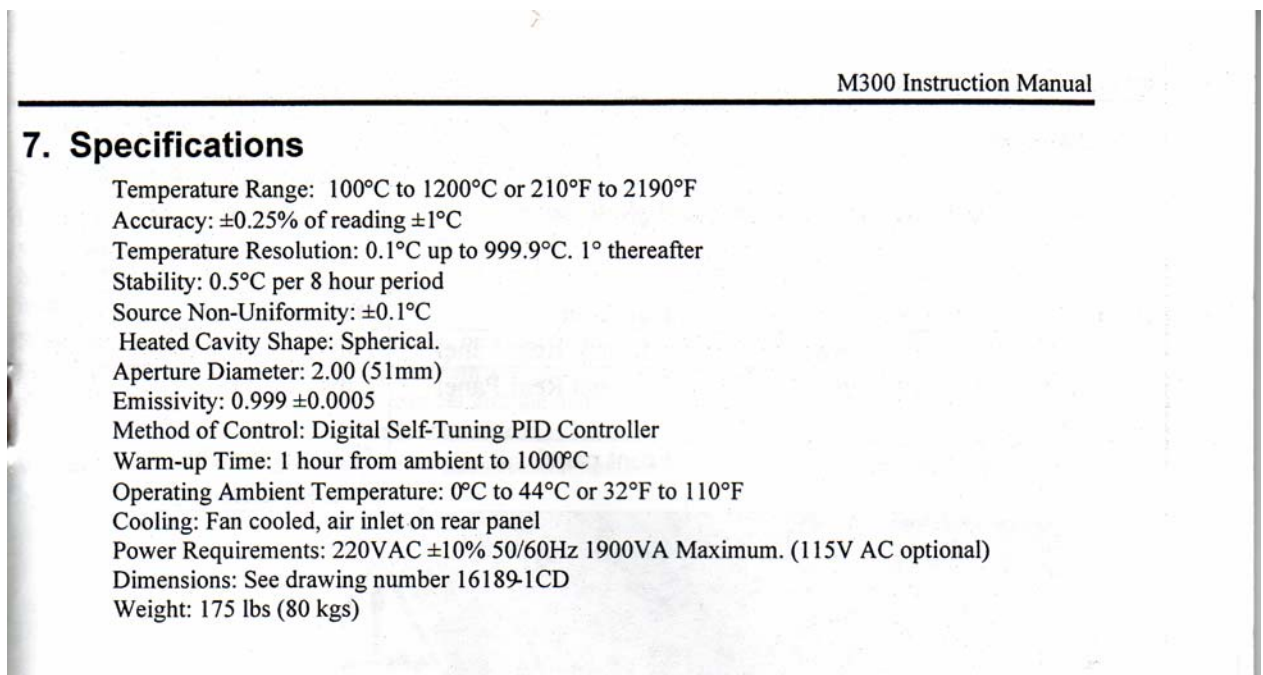 M300 Instruction Manual
7. Specifications
Temperature Range: 100°C to 1200°C or 210°F to 2190°F
Accuracy: ±0.25% of reading ±1°C
Temperature Resolution: 0.1°C up to 999.9°C. 1° thereafter
Stability: 0.5°C per 8 hour period
Source Non-Uniformity: ±0.1°C
Heated Cavity Shape: Spherical.
Aperture Diameter: 2.00 (51mm)
Emissivity: 0.999 ±0.0005
Method of Control: Digital Self-Tuning PID Controller
Warm-up Time: 1 hour from ambient to 1000°C
Operating Ambient Temperature: 0°C to 44°C or 32°F to 110°F
Cooling: Fan cooled, air inlet on rear panel
Power Requirements: 220VAC ±10% 50/60Hz 1900VA Maximum. (115V AC optional)
Dimensions: See drawing number 16189-1CD
Weight: 175 lbs (80 kgs)